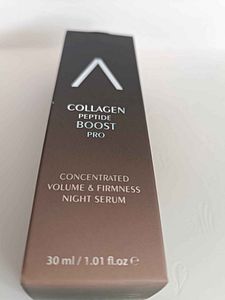 COLLAGEN
PEPTIDE
BOOST
PRO
CONCENTRATED
VOLUME & FIRMNESS
NIGHT SERUM
30 ml / 1.01 fl.oz ℮